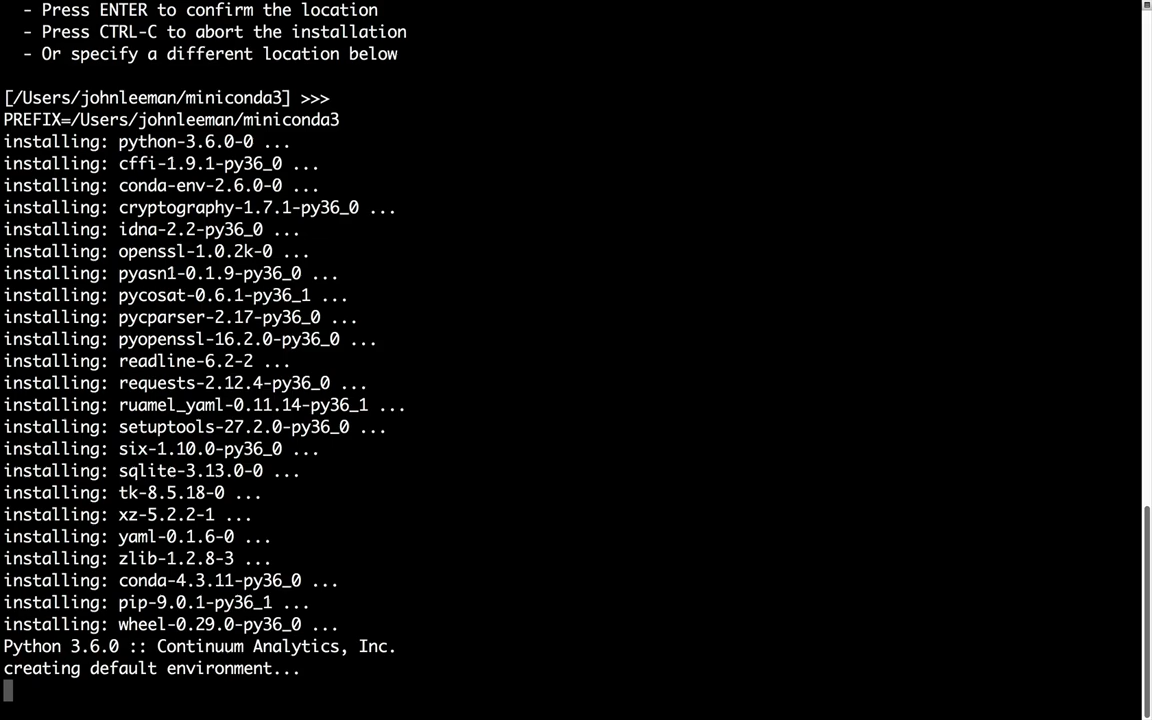 - Press ENTER to confirm the location
- Press CTRL-C to abort the installation
- Or specify a different location below
[/Users/johnleeman/miniconda3] >>>
PREFIX=/Users/johnleeman/miniconda3
installing: python-3.6.0-0 ...
installing: cffi-1.9.1-py36_0 ...
installing: conda-env-2.6.0-0 ...
installing: cryptography-1.7.1-py36_0 ...
installing: idna-2.2-py36_0 ...
installing: openssl-1.0.2k-0 ...
installing: pyasn1-0.1.9-py36_0 ...
installing: pycosat-0.6.1-py36_1 ...
installing: pycparser-2.17-py36_0 ...
installing: pyopenssl-16.2.0-py36_0 ...
installing: readline-6.2-2 ...
installing: requests-2.12.4-py36_0 ...
installing: ruamel_yaml-0.11.14-py36_1 ...
installing: setuptools-27.2.0-py36_0 ...
installing: six-1.10.0-py36_0 ...
installing: sqlite-3.13.0-0 ...
installing: tk-8.5.18-0 ...
installing: xz-5.2.2-1 ...
installing: yaml-0.1.6-0 ...
installing: zlib-1.2.8-3 ...
installing: conda-4.3.11-py36_0 ...
installing: pip-9.0.1-py36_1 ...
installing: wheel-0.29.0-py36_0 ...
Python 3.6.0 :: Continuum Analytics, Inc.
creating default environment...